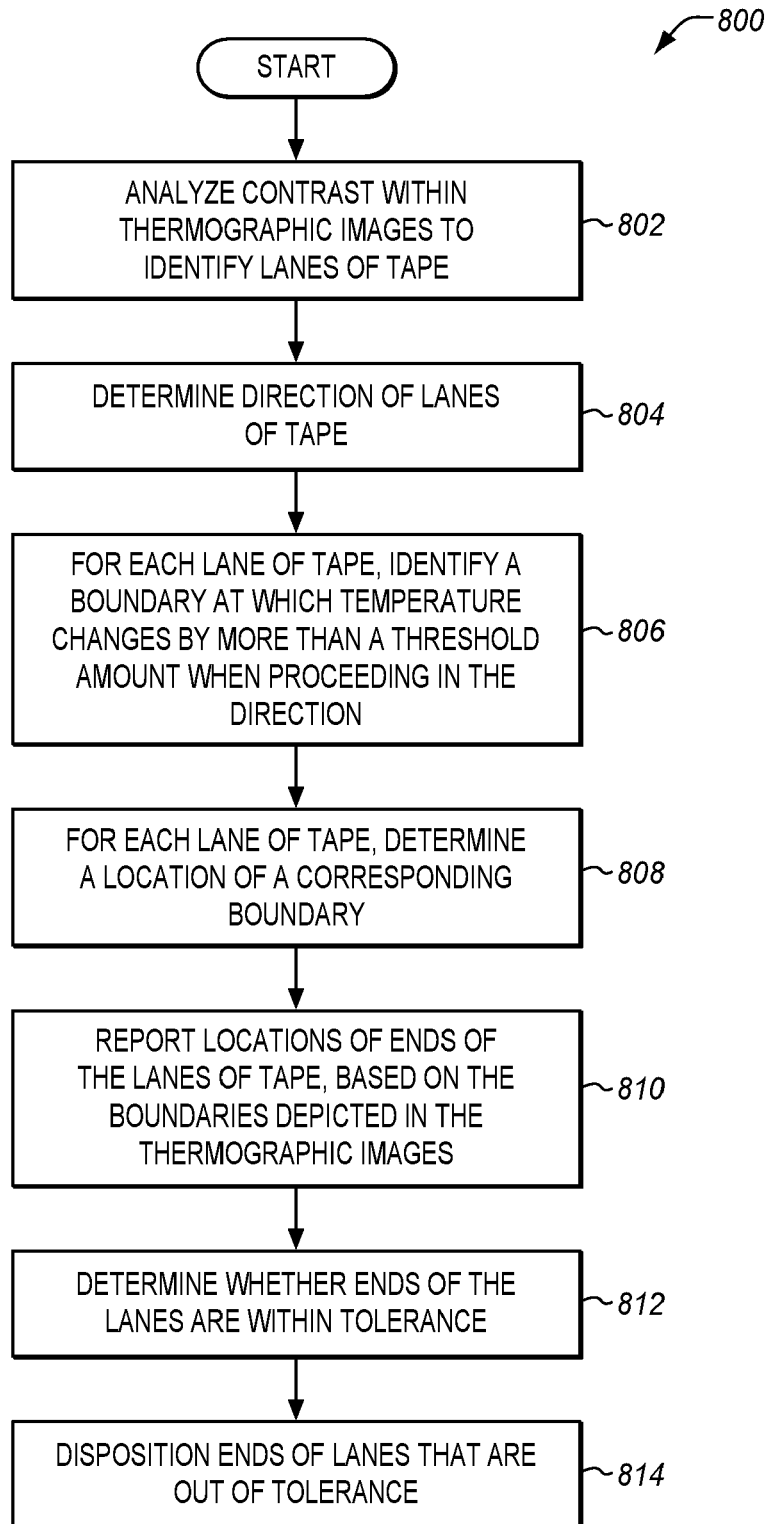 800
START
ANALYZE CONTRAST WITHIN
THERMOGRAPHIC IMAGES TO
IDENTIFY LANES OF TAPE
802
DETERMINE DIRECTION OF LANES
OF TAPE
804
FOR EACH LANE OF TAPE, IDENTIFY A
BOUNDARY AT WHICH TEMPERATURE
CHANGES BY MORE THAN A THRESHOLD
AMOUNT WHEN PROCEEDING IN THE
DIRECTION
806
FOR EACH LANE OF TAPE, DETERMINE
A LOCATION OF A CORRESPONDING
BOUNDARY
808
REPORT LOCATIONS OF ENDS OF
THE LANES OF TAPE, BASED ON THE
BOUNDARIES DEPICTED IN THE
THERMOGRAPHIC IMAGES
810
DETERMINE WHETHER ENDS OF THE
LANES ARE WITHIN TOLERANCE
812
DISPOSITION ENDS OF LANES THAT ARE
OUT OF TOLERANCE
814